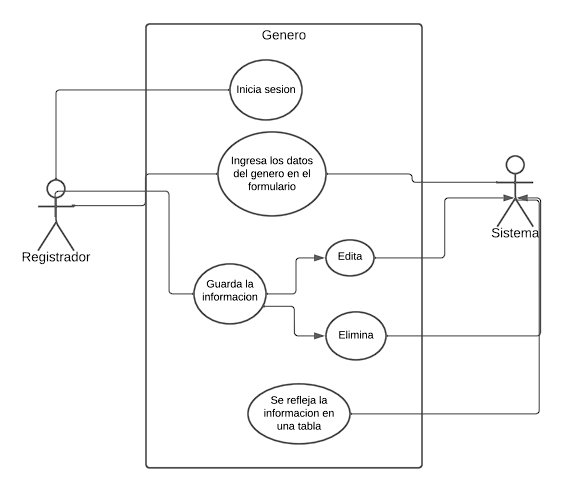 Genero
Inicia sesion
Ingresa los datos
del genero en el
formulario
Registrador
Sistema
Edita
Guarda la
informacion
Elimina
Se refleja la
informacion en
una tabla